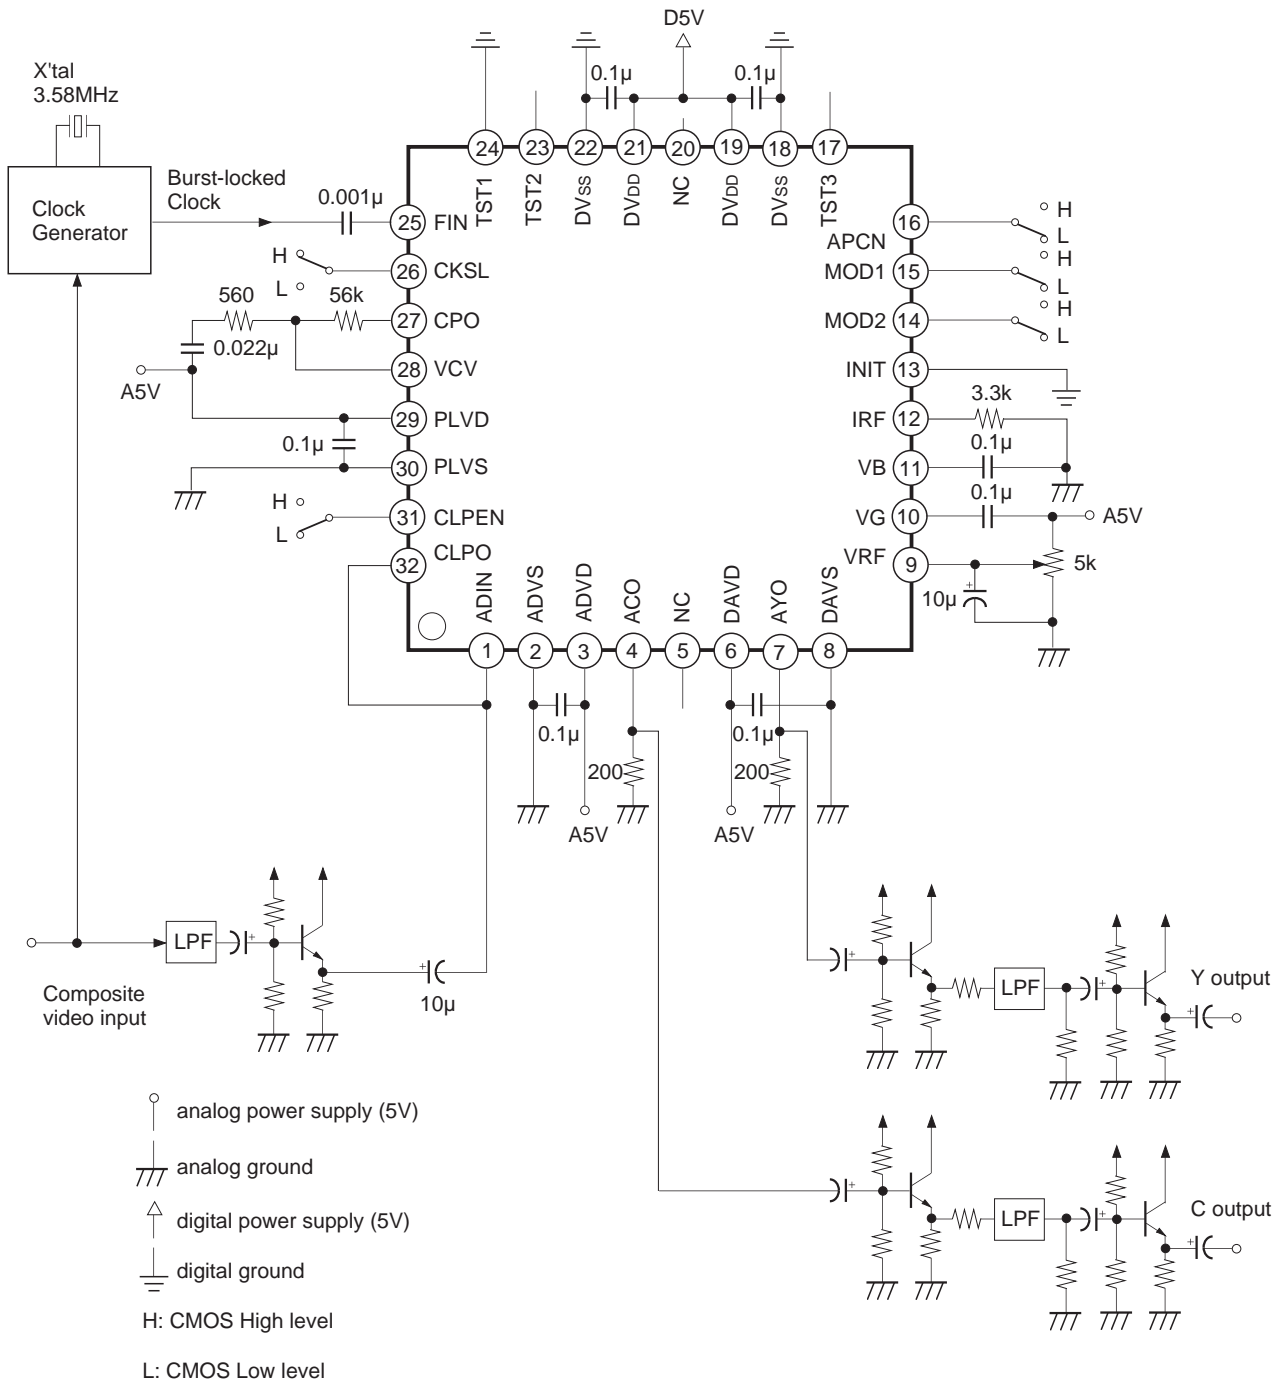 D5V
X'tal
3.58MHz
0.1µ
0.1µ
24
23
22
21
20
19
18
17
TST1
TST2
DVSS
DVDD
NC
DVDD
DVSS
TST3
Burst-locked
Clock
Clock
Generator
0.001µ
25 FIN
H
L
26 CKSL
560
56k
27 CPO
0.022µ
28 VCV
A5V
29 PLVD
0.1µ
30 PLVS
H
L
31 CLPEN
32 CLPO
16
APCN
H
L
MOD1 15
H
L
MOD2 14
H
L
INIT 13
3.3k
IRF 12
0.1µ
VB 11
0.1µ
VG 10
A5V
VRF 9
5k
10µ
ADIN
ADVS
ADVD
ACO
NC
DAVD
AYO
DAVS
1
2
3
4
5
6
7
8
0.1µ
0.1µ
200
200
A5V
A5V
LPF
Composite
video input
10µ
LPF
Y output
LPF
C output
analog power supply (5V)
analog ground
digital power supply (5V)
digital ground
H: CMOS High level
L: CMOS Low level